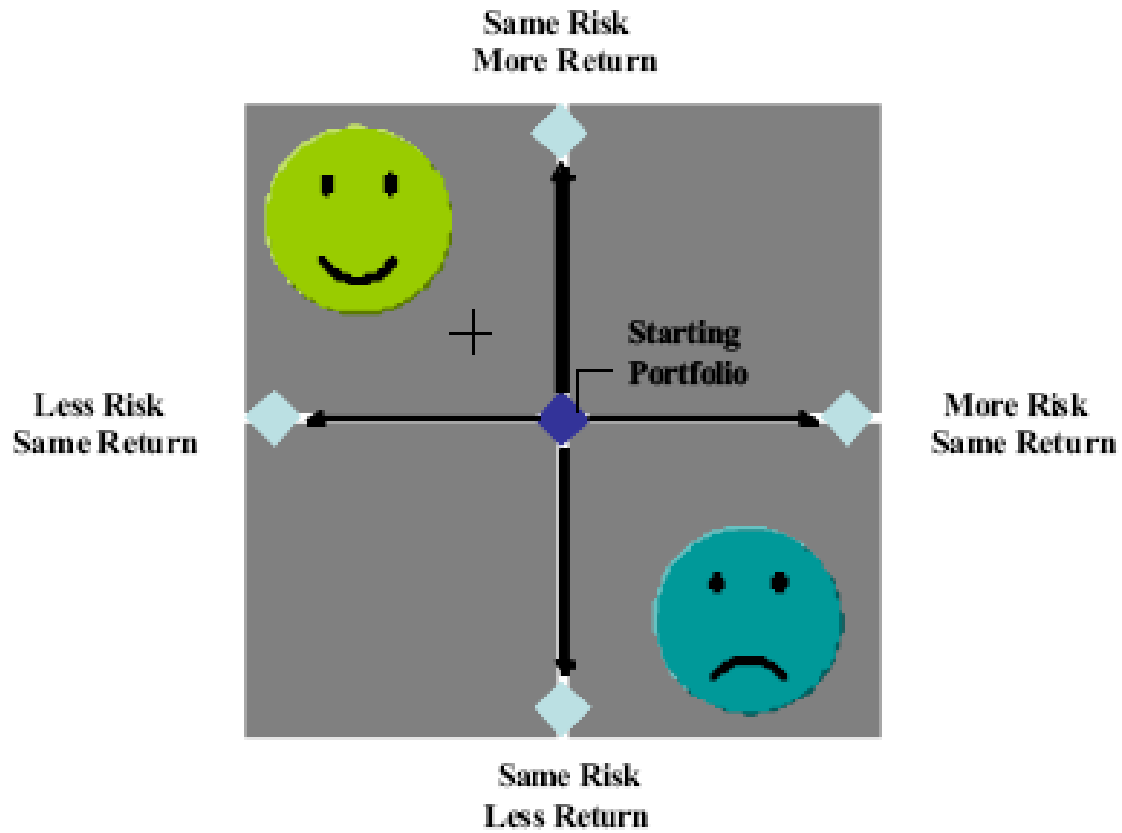 Same Risk
More Return
Starting
Portfolio
Less Risk
Same Return
More Risk
Same Return
Same Risk
Less Return